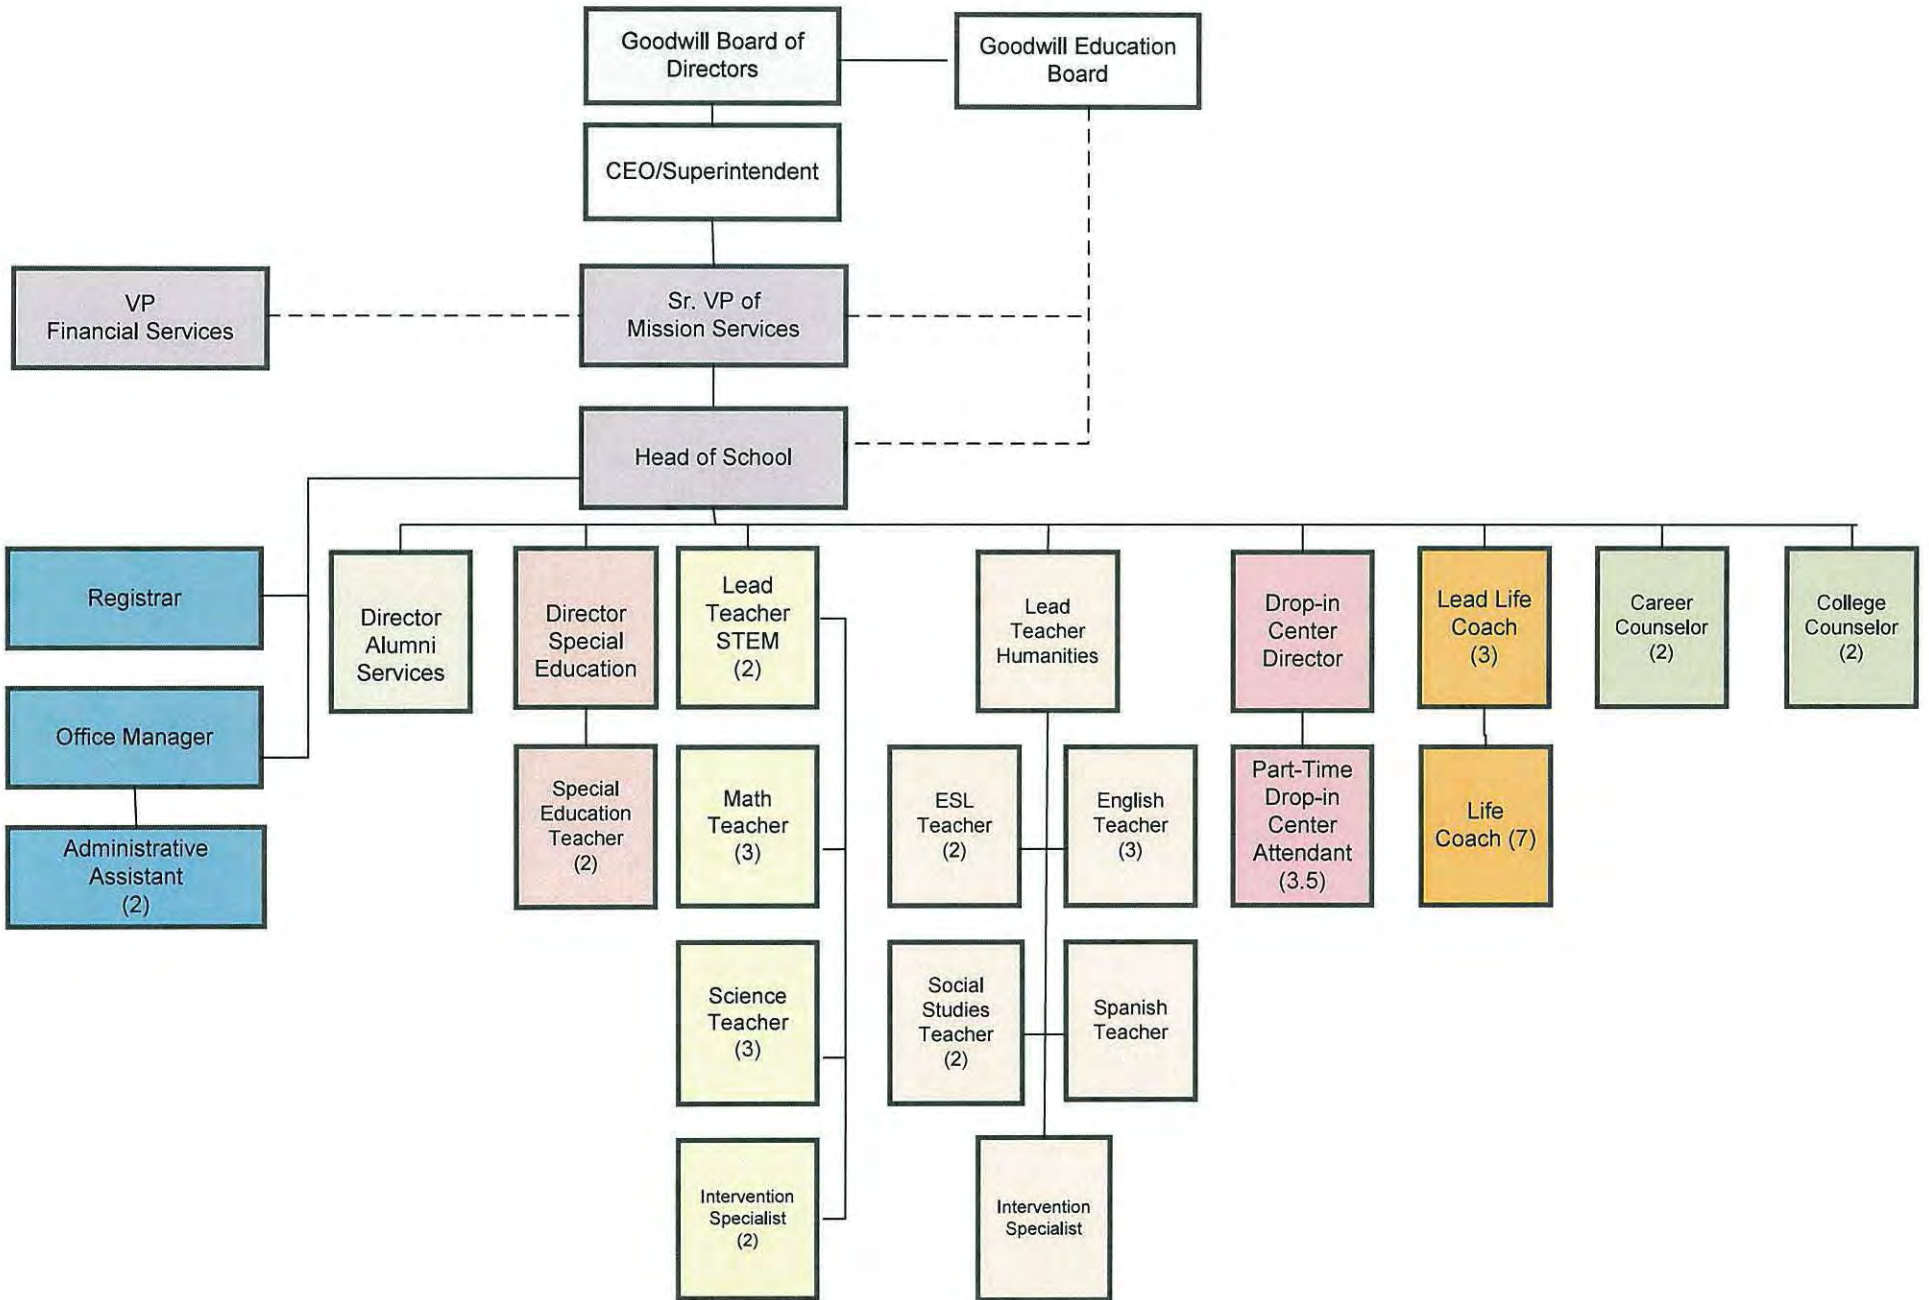 Goodwill Board of
Directors
Goodwill Education
Board
CEO/Superintendent
VP
Financial Services
Sr. VP of
Mission Services
Head of School
Registrar
Office Manager
Administrative
Assistant
(2)
Director
Alumni
Services
Director
Special
Education
Special
Education
Teacher
(2)
Lead
Teacher
STEM
(2)
Math
Teacher
(3)
Science
Teacher
(3)
Intervention
Specialist
(2)
Lead
Teacher
Humanities
ESL
Teacher
(2)
English
Teacher
(3)
Social
Studies
Teacher
(2)
Spanish
Teacher
Intervention
Specialist
Drop-in
Center
Director
Part-Time
Drop-in
Center
Attendant
(3.5)
Lead Life
Coach
(3)
Life
Coach (7)
Career
Counselor
(2)
College
Counselor
(2)